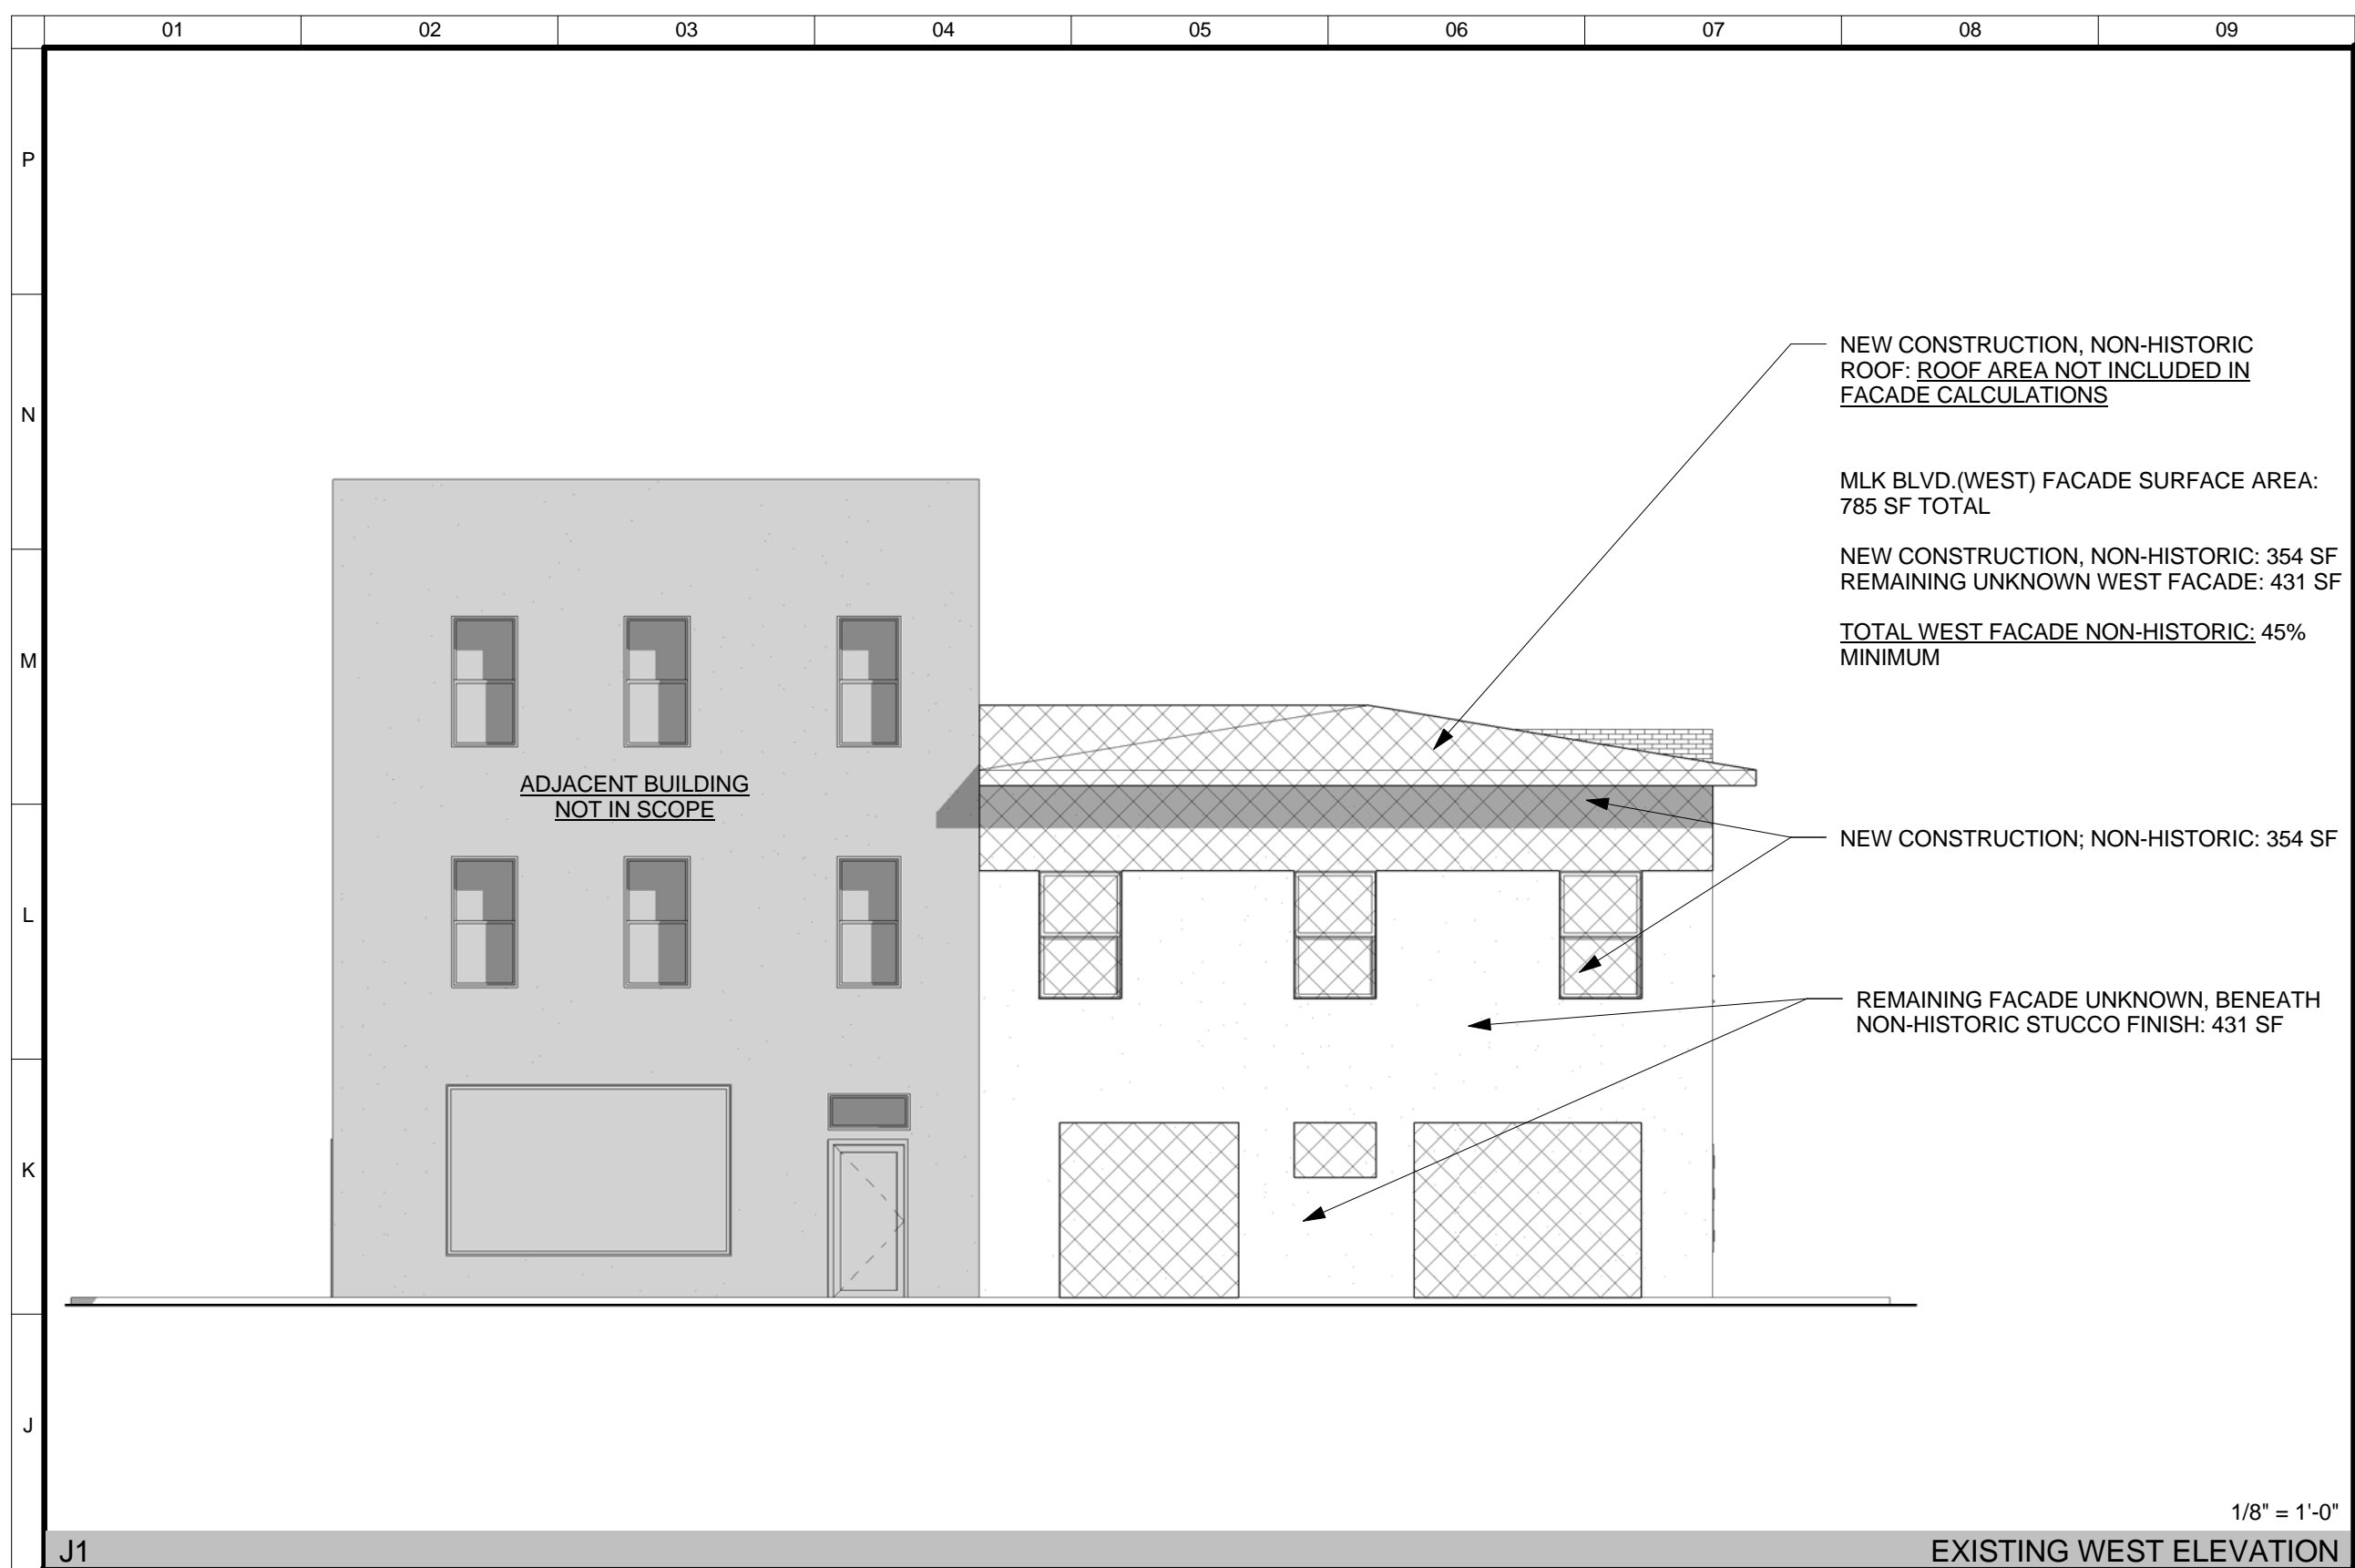 01 02 03 04 05 06 07 08 09
P
N
M
L
K
J
NEW CONSTRUCTION, NON-HISTORIC
ROOF: ROOF AREA NOT INCLUDED IN
FACADE CALCULATIONS
MLK BLVD.(WEST) FACADE SURFACE AREA:
785 SF TOTAL
NEW CONSTRUCTION, NON-HISTORIC: 354 SF
REMAINING UNKNOWN WEST FACADE: 431 SF
TOTAL WEST FACADE NON-HISTORIC: 45%
MINIMUM
ADJACENT BUILDING
NOT IN SCOPE
NEW CONSTRUCTION; NON-HISTORIC: 354 SF
REMAINING FACADE UNKNOWN, BENEATH
NON-HISTORIC STUCCO FINISH: 431 SF
1/8" = 1'-0"
J1 EXISTING WEST ELEVATION